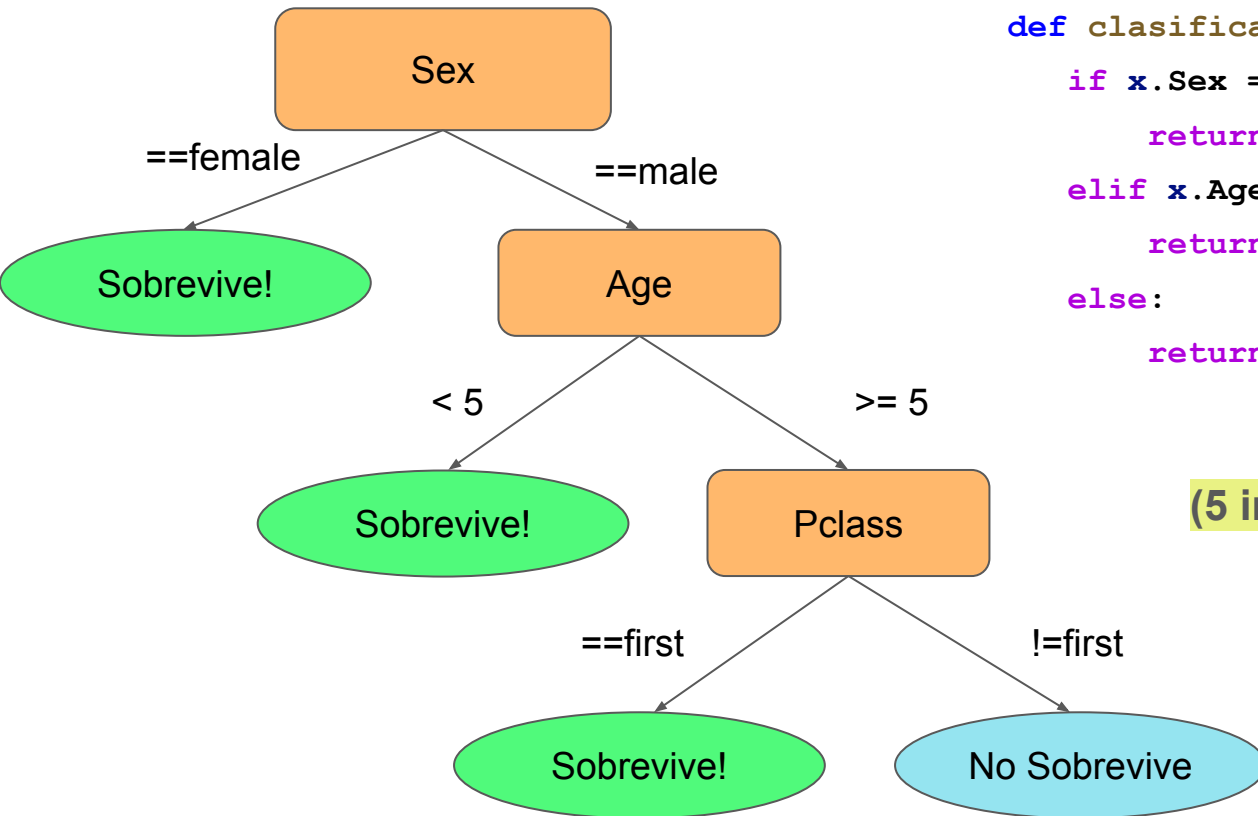 Sex
==female
==male
Sobrevive!
Age
< 5
>= 5
Sobrevive!
Pclass
==first
!=first
Sobrevive!
No Sobrevive
def clasifica
if x.Sex =
return
elif x.Age
return
else:
return
(5 i